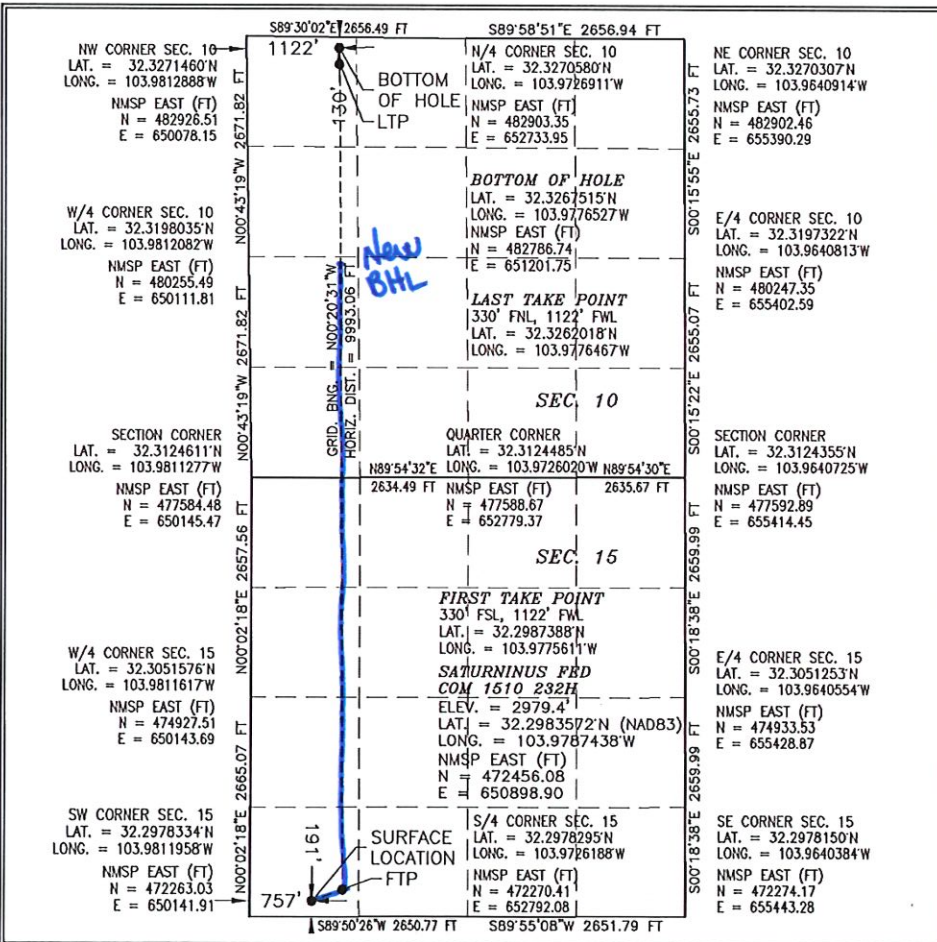 S89°30'02"E 2656.49 FT
S89°58'51"E 2656.94 FT
NW CORNER SEC. 10
LAT. = 32.3271460'N
LONG. = 103.9812888'W
NMSP EAST (FT)
N = 482926.51
E = 650078.15
1122'
130'
BOTTOM
OF HOLE
LTP
N/4 CORNER SEC. 10
LAT. = 32.3270580'N
LONG. = 103.9726911'W
NMSP EAST (FT)
N = 482903.35
E = 652733.95
NE CORNER SEC. 10
LAT. = 32.3270307'N
LONG. = 103.9640914'W
NMSP EAST (FT)
N = 482902.46
E = 655390.29
N00°43'19"W 2671.82 FT
S00°15'55"E 2655.73 FT
BOTTOM OF HOLE
LAT. = 32.3267515'N
LONG. = 103.9776527'W
NMSP EAST (FT)
N = 482786.74
E = 651201.75
W/4 CORNER SEC. 10
LAT. = 32.3198035'N
LONG. = 103.9812082'W
NMSP EAST (FT)
N = 480255.49
E = 650111.81
New
BHL
E/4 CORNER SEC. 10
LAT. = 32.3197322'N
LONG. = 103.9640813'W
NMSP EAST (FT)
N = 480247.35
E = 655402.59
LAST TAKE POINT
330' FNL, 1122' FWL
LAT. = 32.3262018'N
LONG. = 103.9776467'W
N00°43'19"W 2671.82 FT
GRID. BNG. = N00°20'31"W
HORIZ. DIST. = 9993.06 FT
S00°15'22"E 2655.07 FT
SEC. 10
SECTION CORNER
LAT. = 32.3124611'N
LONG. = 103.9811277'W
NMSP EAST (FT)
N = 477584.48
E = 650145.47
QUARTER CORNER
LAT. = 32.3124485'N
LONG. = 103.9726020'W
N89°54'32"E
2634.49 FT
N89°54'30"E
2635.67 FT
NMSP EAST (FT)
N = 477588.67
E = 652779.37
SECTION CORNER
LAT. = 32.3124355'N
LONG. = 103.9640725'W
NMSP EAST (FT)
N = 477592.89
E = 655414.45
N00°02'18"E 2657.56 FT
S00°18'38"E 2659.99 FT
SEC. 15
FIRST TAKE POINT
330' FSL, 1122' FWL
LAT. = 32.2987388'N
LONG. = 103.9775611'W
W/4 CORNER SEC. 15
LAT. = 32.3051576'N
LONG. = 103.9811617'W
NMSP EAST (FT)
N = 474927.51
E = 650143.69
SATURNINUS FED
COM 1510 232H
ELEV. = 2979.4'
LAT. = 32.2983572'N (NAD83)
LONG. = 103.9787438'W
NMSP EAST (FT)
N = 472456.08
E = 650898.90
E/4 CORNER SEC. 15
LAT. = 32.3051253'N
LONG. = 103.9640554'W
NMSP EAST (FT)
N = 474933.53
E = 655428.87
N00°02'18"E 2665.07 FT
S00°18'38"E 2659.99 FT
SW CORNER SEC. 15
LAT. = 32.2978334'N
LONG. = 103.9811958'W
NMSP EAST (FT)
N = 472263.03
E = 650141.91
191'
757'
SURFACE
LOCATION
FTP
S/4 CORNER SEC. 15
LAT. = 32.2978295'N
LONG. = 103.9726188'W
NMSP EAST (FT)
N = 472270.41
E = 652792.08
SE CORNER SEC. 15
LAT. = 32.2978150'N
LONG. = 103.9640384'W
NMSP EAST (FT)
N = 472274.17
E = 655443.28
S89°50'26"W 2650.77 FT
S89°55'08"W 2651.79 FT